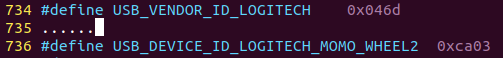 734 #define USB_VENDOR_ID_LOGITECH 0x046d
735 ......
736 #define USB_DEVICE_ID_LOGITECH_MOMO_WHEEL2 0xca03